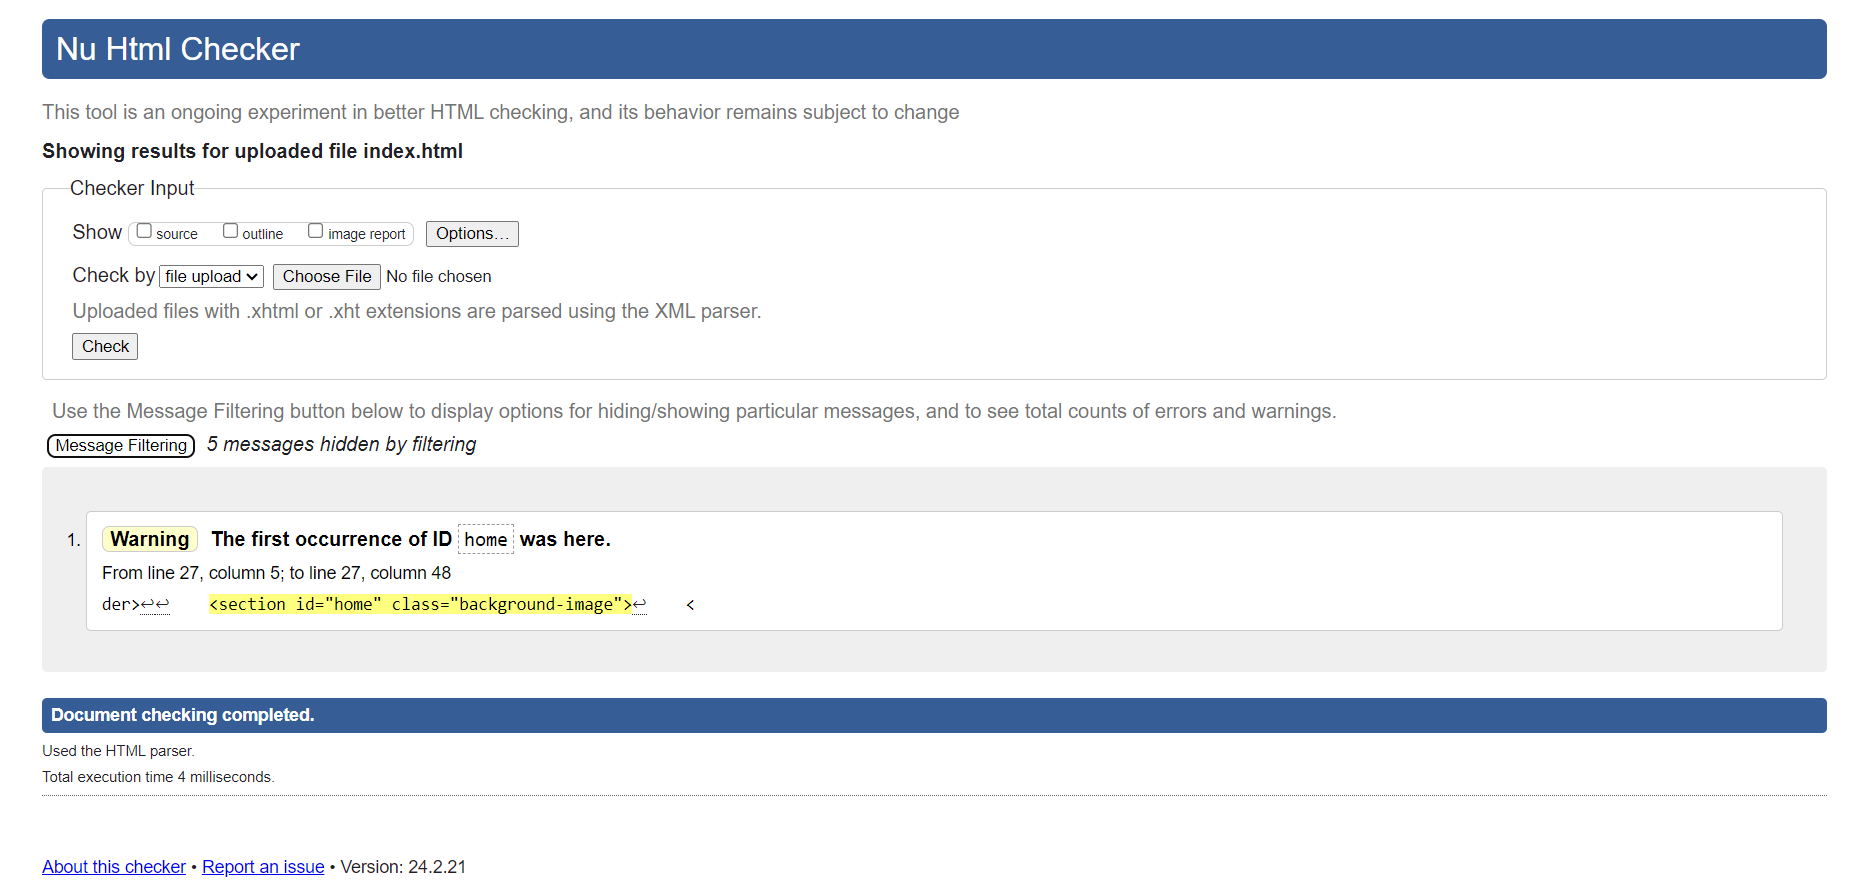 Nu Html Checker
This tool is an ongoing experiment in better HTML checking, and its behavior remains subject to change
Showing results for uploaded file index.html
Checker Input
Show source outline image report Options...
Check by file upload Choose File No file chosen
Uploaded files with .xhtml or .xht extensions are parsed using the XML parser.
Check
Use the Message Filtering button below to display options for hiding/showing particular messages, and to see total counts of errors and warnings.
Message Filtering 5 messages hidden by filtering
1. Warning The first occurrence of ID home was here.
From line 27, column 5; to line 27, column 48
der>↩↩ <section id="home" class="background-image">↩ <
Document checking completed.
Used the HTML parser.
Total execution time 4 milliseconds.
About this checker • Report an issue • Version: 24.2.21